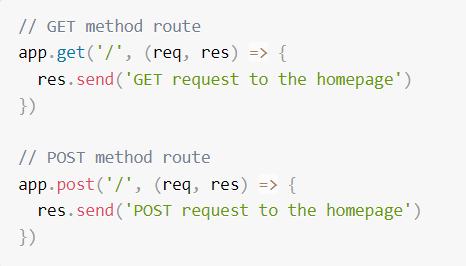 // GET method route
app.get('/', (req, res) => {
  res.send('GET request to the homepage')
})

// POST method route
app.post('/', (req, res) => {
  res.send('POST request to the homepage')
})